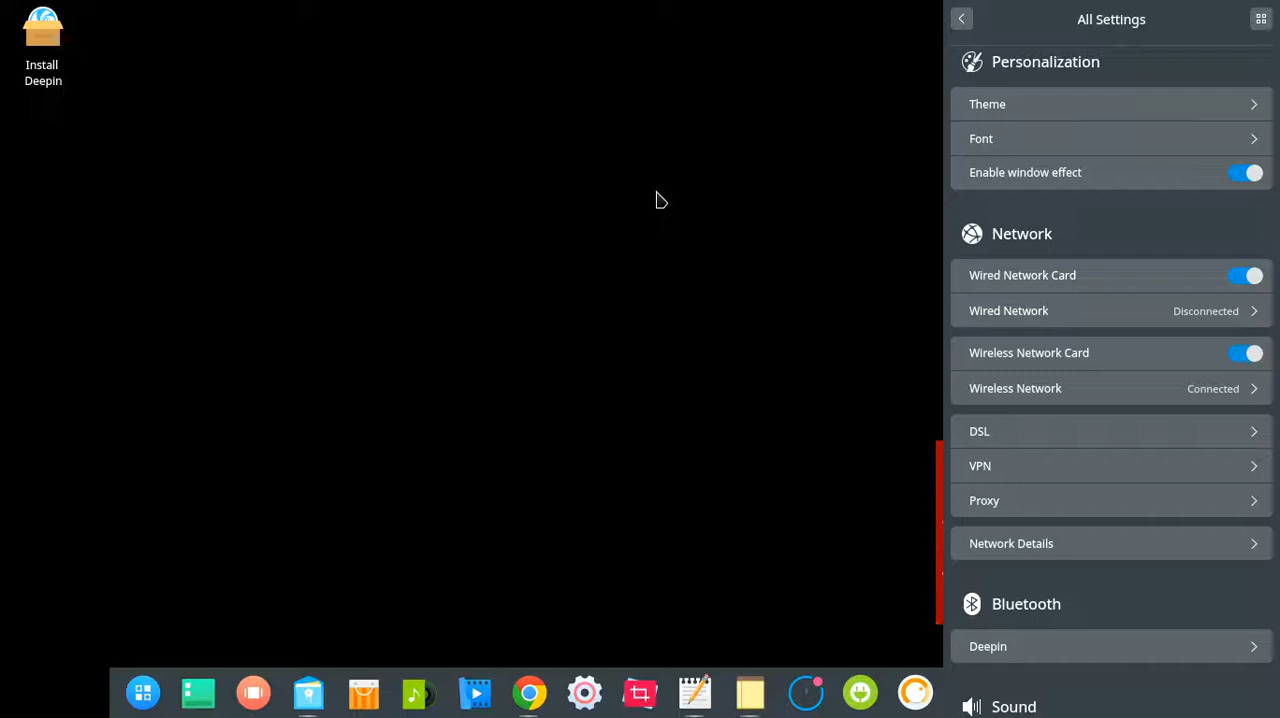 Install
Deepin
All Settings
Personalization
Theme
Font
Enable window effect
Network
Wired Network Card
Wired Network Disconnected
Wireless Network Card
Wireless Network Connected
DSL
VPN
Proxy
Network Details
Bluetooth
Deepin
Sound